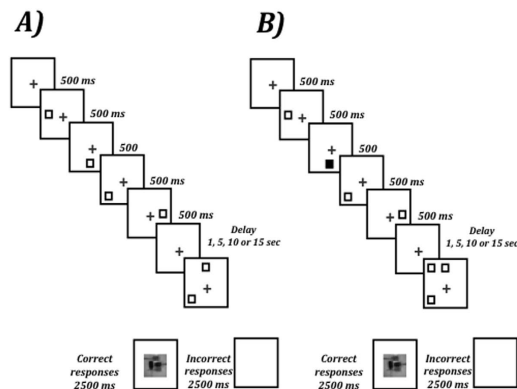 A)
500 ms
500 ms
500
500 ms
500 ms
Delay
1, 5, 10 or 15 sec
Correct
responses
2500 ms
Incorrect
responses
2500 ms
B)
500 ms
500 ms
500
500 ms
500 ms
Delay
1, 5, 10 or 15 sec
Correct
responses
2500 ms
Incorrect
responses
2500 ms